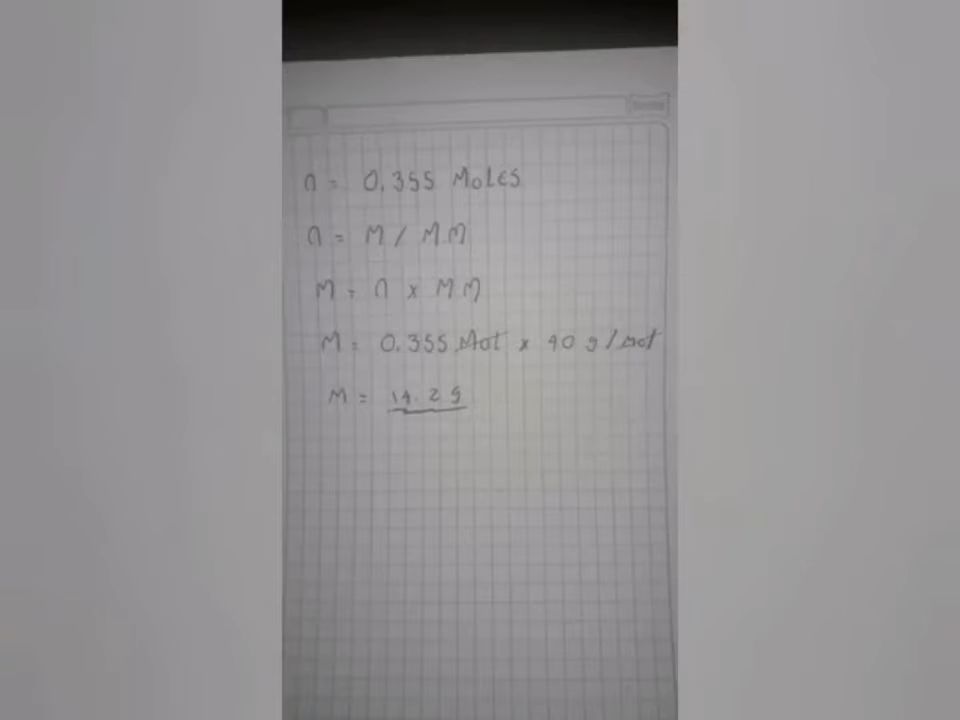 n = 0.355 Moles
n = M / MM
M = n x MM
M = 0.355 Mol x 40 g / mol
M = 14.2 g